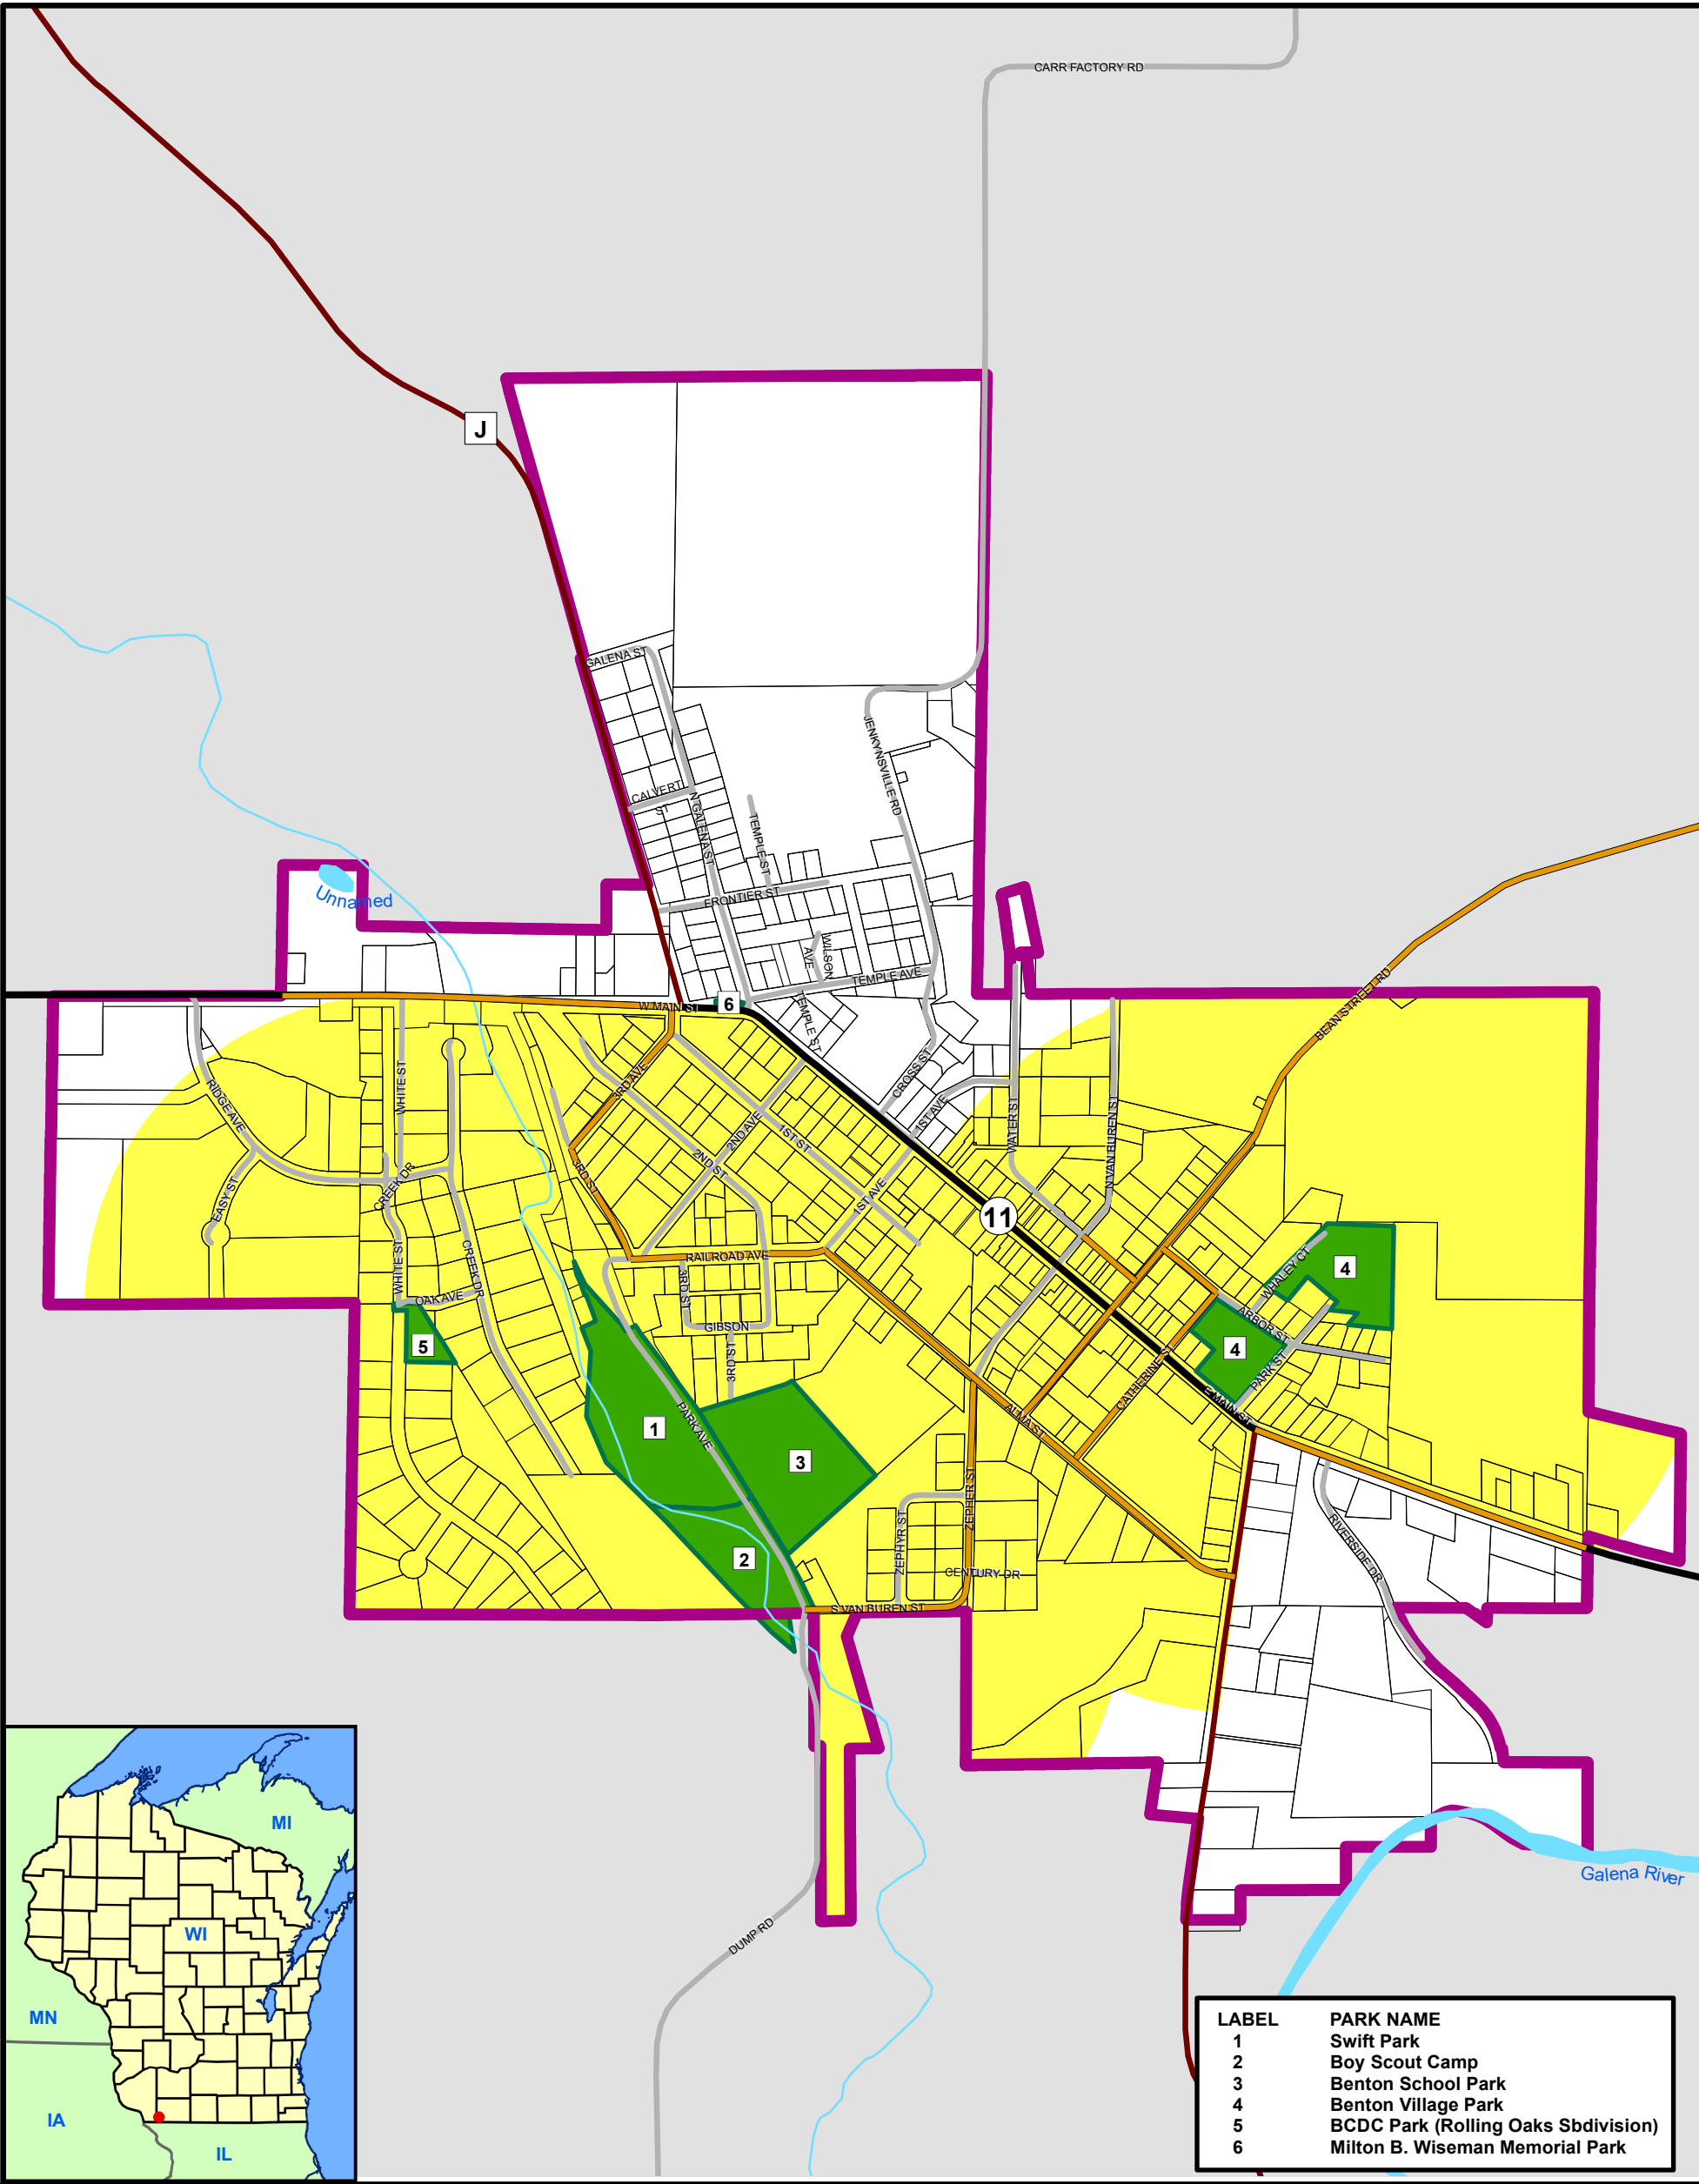 CARR FACTORY RD
J
GALENA ST
JENKYNSVILLE RD
CALVERT
ST
N GALENA ST
TEMPLE ST
FRONTIER ST
Unnamed
WILSON
AVE
TEMPLE AVE
BEAN STREET RD
W MAIN ST
6
TEMPLE ST
CROSS ST
1ST AVE
WATER ST
N VAN BUREN ST
WHITE ST
RIDGE AVE
3RD AVE
2ND AVE
1ST ST
2ND ST
3RD ST
EASY ST
CREEK DR
1ST AVE
11
WHITE ST
CREEK DR
RAILROAD AVE
3RD ST
OAK AVE
GIBSON
WHALEY CT
4
ARBOR ST
5
3RD ST
4
PARK ST
CATHERINE ST
E MAIN ST
1
PARK AVE
ALMA ST
3
ZEPHER ST
ZEPHYR ST
2
CENTURY DR
RIVERSIDE DR
S VAN BUREN ST
MI
WI
MN
IA
IL
DUMP RD
Galena River
LABEL PARK NAME
1 Swift Park
2 Boy Scout Camp
3 Benton School Park
4 Benton Village Park
5 BCDC Park (Rolling Oaks Sbdivision)
6 Milton B. Wiseman Memorial Park